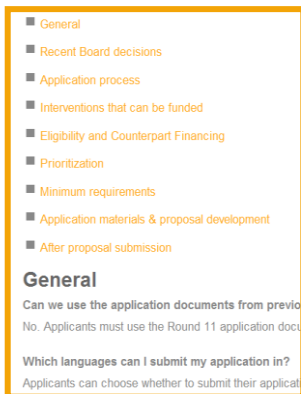 General
Recent Board decisions
Application process
Interventions that can be funded
Eligibility and Counterpart Financing
Prioritization
Minimum requirements
Application materials & proposal development
After proposal submission
General
Can we use the application documents from previo
No. Applicants must use the Round 11 application docu
Which languages can I submit my application in?
Applicants can choose whether to submit their applicat